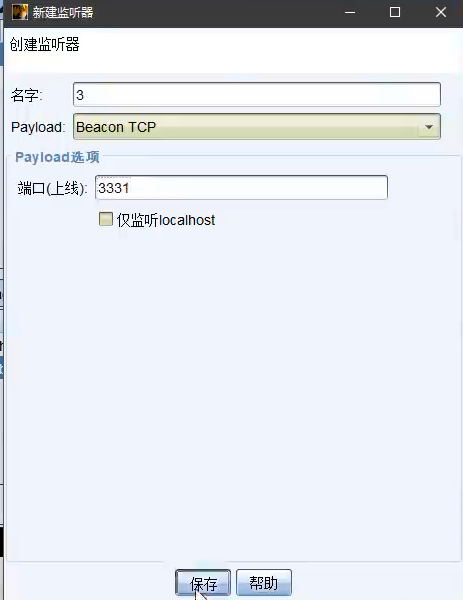 新建监听器
创建监听器
名字: 3
Payload: Beacon TCP
Payload选项
端口(上线): 3331
仅监听localhost
保存 帮助